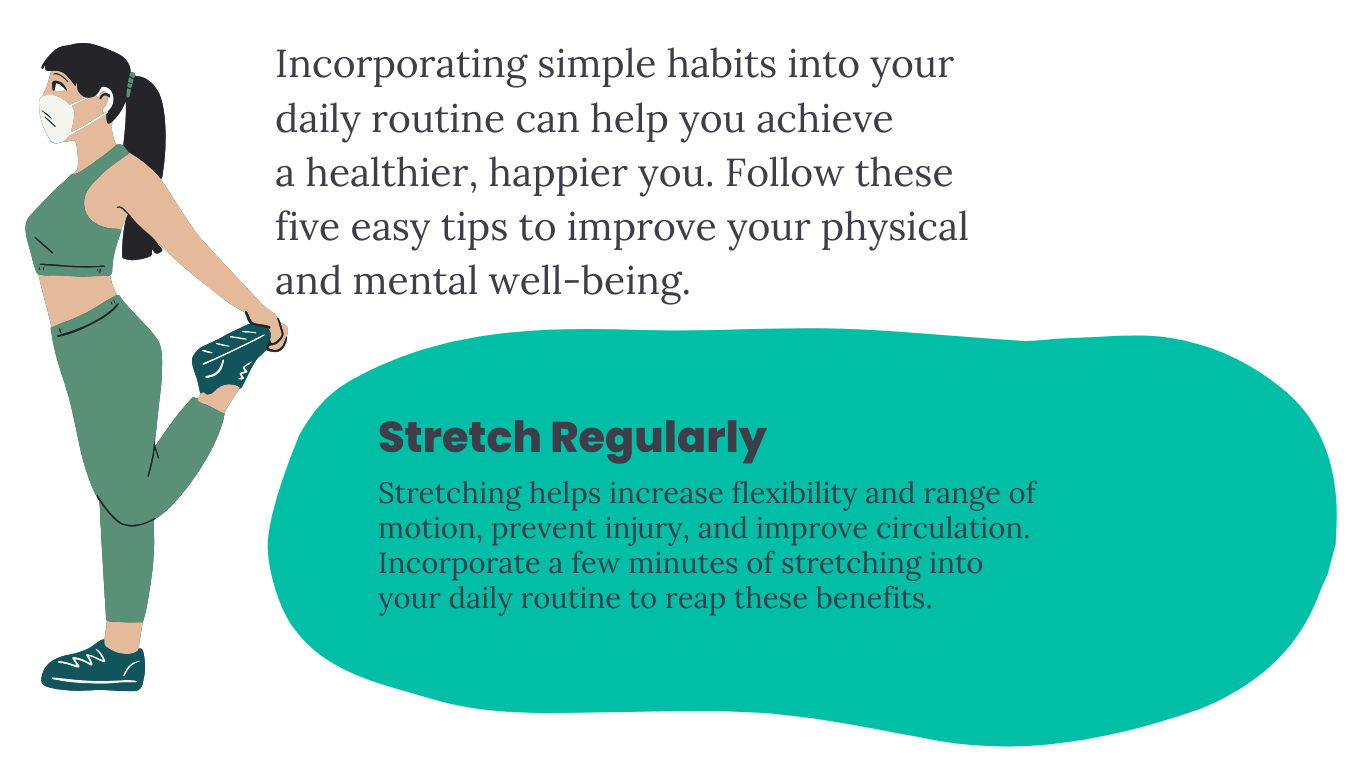 Incorporating simple habits into your
daily routine can help you achieve
a healthier, happier you. Follow these
five easy tips to improve your physical
and mental well-being.
Stretch Regularly
Stretching helps increase flexibility and range of
motion, prevent injury, and improve circulation.
Incorporate a few minutes of stretching into
your daily routine to reap these benefits.